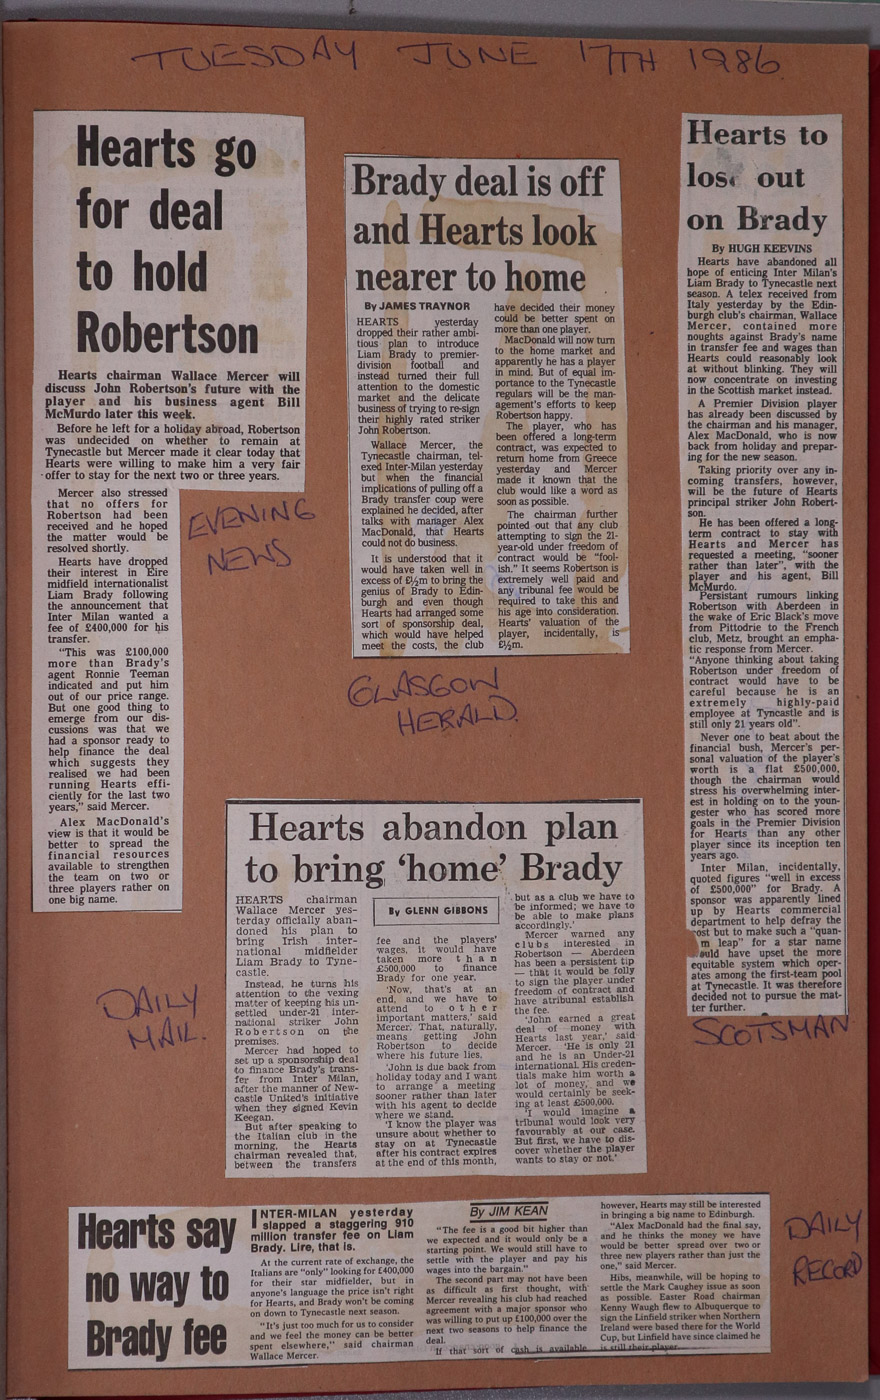 TUESDAY JUNE 17TH 1986
Hearts go
for deal
to hold
Robertson
Hearts chairman Wallace Mercer will
discuss John Robertson's future with the
player and his business agent Bill
McMurdo later this week.
Before he left for a holiday abroad, Robertson
was undecided on whether to remain at
Tynecastle but Mercer made it clear today that
Hearts were willing to make him a very fair
offer to stay for the next two or three years.
Mercer also stressed
that no offers for
Robertson had been
received and he hoped
the matter would be
resolved shortly.
Hearts have dropped
their interest in Eire
midfield internationalist
Liam Brady following
the announcement that
Inter Milan wanted a
fee of £400,000 for his
transfer.
"This was £100,000
more than Brady's
agent Ronnie Teeman
indicated and put him
out of our price range.
But one good thing to
emerge from our dis-
cussions was that we
had a sponsor ready to
help finance the deal
which suggests they
realised we had been
running Hearts effi-
ciently for the last two
years," said Mercer.
Alex MacDonald's
view is that it would be
better to spread the
financial resources
available to strengthen
the team on two or
three players rather on
one big name.
EVENING
NEWS
Brady deal is off
and Hearts look
nearer to home
By JAMES TRAYNOR
HEARTS yesterday
dropped their rather ambi-
tious plan to introduce
Liam Brady to premier-
division football and
instead turned their full
attention to the domestic
market and the delicate
business of trying to re-sign
their highly rated striker
John Robertson.
Wallace Mercer, the
Tynecastle chairman, tel-
exed Inter-Milan yesterday
but when the financial
implications of pulling off a
Brady transfer coup were
explained he decided, after
talks with manager Alex
MacDonald, that Hearts
could not do business.
It is understood that it
would have taken well in
excess of £½m to bring the
genius of Brady to Edin-
burgh and even though
Hearts had arranged some
sort of sponsorship deal,
which would have helped
meet the costs, the club
have decided their money
could be better spent on
more than one player.
MacDonald will now turn
to the home market and
apparently he has a player
in mind. But of equal im-
portance to the Tynecastle
regulars will be the man-
agement's efforts to keep
Robertson happy.
The player, who has
been offered a long-term
contract, was expected to
return home from Greece
yesterday and Mercer
made it known that the
club would like a word as
soon as possible.
The chairman further
pointed out that any club
attempting to sign the 21-
year-old under freedom of
contract would be "fool-
ish." It seems Robertson is
extremely well paid and
any tribunal fee would be
required to take this and
his age into consideration.
Hearts' valuation of the
player, incidentally, is
£½m.
GLASGOW
HERALD.
Hearts to
los out
on Brady
By HUGH KEEVINS
Hearts have abandoned all
hope of enticing Inter Milan's
Liam Brady to Tynecastle next
season. A telex received from
Italy yesterday by the Edin-
burgh club's chairman, Wallace
Mercer, contained more
noughts against Brady's name
in transfer fee and wages than
Hearts could reasonably look
at without blinking. They will
now concentrate on investing
in the Scottish market instead.
A Premier Division player
has already been discussed by
the chairman and his manager,
Alex MacDonald, who is now
back from holiday and prepar-
ing for the new season.
Taking priority over any in-
coming transfers, however,
will be the future of Hearts
principal striker John Robert-
son.
He has been offered a long-
term contract to stay with
Hearts and Mercer has
requested a meeting, "sooner
rather than later", with the
player and his agent, Bill
McMurdo.
Persistant rumours linking
Robertson with Aberdeen in
the wake of Eric Black's move
from Pittodrie to the French
club, Metz, brought an empha-
tic response from Mercer.
"Anyone thinking about taking
Robertson under freedom of
contract would have to be
careful because he is an
extremely highly-paid
employee at Tyncastle and is
still only 21 years old".
Never one to beat about the
financial bush, Mercer's per-
sonal valuation of the player's
worth is a flat £500,000,
though the chairman would
stress his overwhelming inter-
est in holding on to the youn-
gester who has scored more
goals in the Premier Division
for Hearts than any other
player since its inception ten
years ago.
Inter Milan, incidentally,
quoted figures "well in excess
of £500,000" for Brady. A
sponsor was apparently lined
up by Hearts commercial
department to help defray the
cost but to make such a "quan-
m leap" for a star name
ould have upset the more
equitable system which oper-
ates among the first-team pool
at Tynecastle. It was therefore
decided not to pursue the mat-
ter further.
SCOTSMAN
Hearts abandon plan
to bring 'home' Brady
By GLENN GIBBONS
HEARTS chairman
Wallace Mercer yes-
terday officially aban-
doned his plan to
bring Irish inter-
national midfielder
Liam Brady to Tyne-
castle.
Instead, he turns his
attention to the vexing
matter of keeping his un-
settled under-21 inter-
national striker John
Robertson on the
premises.
Mercer had hoped to
set up a sponsorship deal
to finance Brady's trans-
fer from Inter Milan,
after the manner of New-
castle United's initiative
when they signed Kevin
Keegan.
But after speaking to
the Italian club in the
morning, the Hearts
chairman revealed that,
between the transfers
fee and the players'
wages, it would have
taken more than
£500,000 to finance
Brady for one year.
'Now, that's at an
end, and we have to
attend to other
important matters,' said
Mercer. That, naturally,
means getting John
Robertson to decide
where his future lies.
'John is due back from
holiday today and I want
to arrange a meeting
sooner rather than later
with his agent to decide
where we stand.
'I know the player was
unsure about whether to
stay on at Tynecastle
after his contract expires
at the end of this month,
but as a club we have to
be informed; we have to
be able to make plans
accordingly.'
Mercer warned any
clubs interested in
Robertson — Aberdeen
has been a persistent tip
— that it would be folly
to sign the player under
freedom of contract and
have atribunal establish
the fee.
'John earned a great
deal of money with
Hearts last year,' said
Mercer. 'He is only 21
and he is an Under-21
international. His creden-
tials make him worth a
lot of money, and we
would certainly be seek-
ing at least £500,000.
'I would imagine a
tribunal would look very
favourably at our case.
But first, we have to dis-
cover whether the player
wants to stay or not.'
DAILY
MAIL.
Hearts say
no way to
Brady fee
INTER-MILAN yesterday
slapped a staggering 910
million transfer fee on Liam
Brady. Lire, that is.
At the current rate of exchange, the
Italians are "only" looking for £400,000
for their star midfielder, but in
anyone's language the price isn't right
for Hearts, and Brady won't be coming
on down to Tynecastle next season.
"It's just too much for us to consider
and we feel the money can be better
spent elsewhere," said chairman
Wallace Mercer.
By JIM KEAN
"The fee is a good bit higher than
we expected and it would only be a
starting point. We would still have to
settle with the player and pay his
wages into the bargain."
The second part may not have been
as difficult as first thought, with
Mercer revealing his club had reached
agreement with a major sponsor who
was willing to put up £100,000 over the
next two seasons to help finance the
deal.
If that sort of cash is available
however, Hearts may still be interested
in bringing a big name to Edinburgh.
"Alex MacDonald had the final say,
and he thinks the money we have
would be better spread over two or
three new players rather than just the
one," said Mercer.
Hibs, meanwhile, will be hoping to
settle the Mark Caughey issue as soon
as possible. Easter Road chairman
Kenny Waugh flew to Albuquerque to
sign the Linfield striker when Northern
Ireland were based there for the World
Cup, but Linfield have since claimed he
is still their player.
DAILY
RECORD